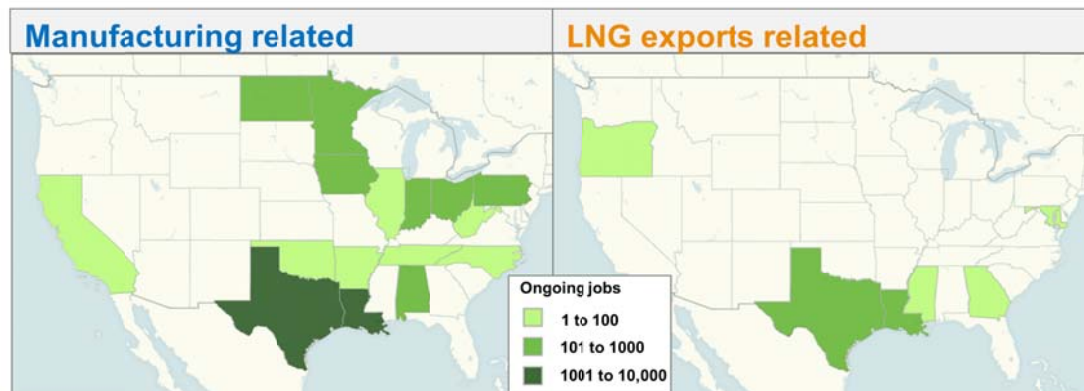 Manufacturing related
LNG exports related
Ongoing jobs
1 to 100
101 to 1000
1001 to 10,000